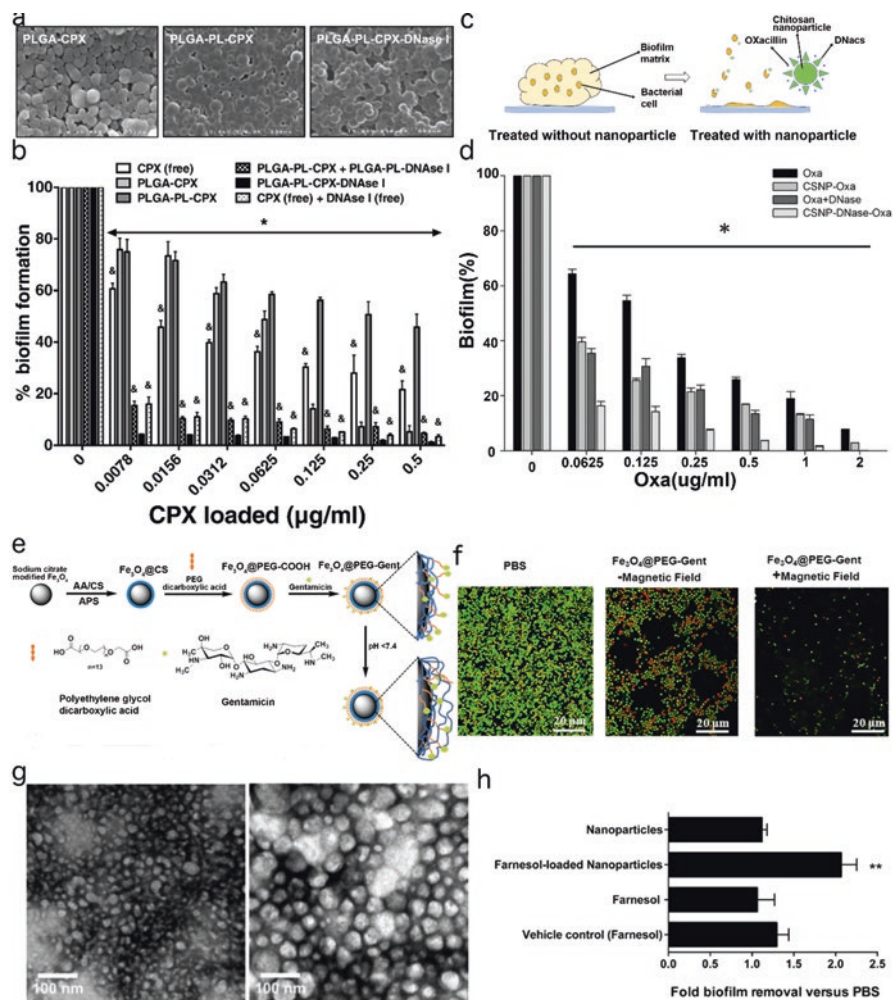 a
PLGA-CPX
PLGA-PL-CPX
PLGA-PL-CPX-DNase I
c
Biofilm
matrix
Bacterial
cell
Treated without nanoparticle
Chitosan
nanoparticle
OXacillin
DNacs
Treated with nanoparticle
b
CPX (free)
PLGA-CPX
PLGA-PL-CPX
PLGA-PL-CPX + PLGA-PL-DNAse I
PLGA-PL-CPX-DNase I
CPX (free) + DNase I (free)
% biofilm formation
100
80
60
40
20
0
*
& & & & & & &
& & & & & & &
& & & & & & &
0 0.0078 0.0156 0.0312 0.0625 0.125 0.25 0.5
CPX loaded (µg/ml)
d
Oxa
CSNP-Oxa
Oxa+DNase
CSNP-DNase-Oxa
Biofilm(%)
100
80
60
40
20
0
*
0 0.0625 0.125 0.25 0.5 1 2
Oxa(ug/ml)
e
Sodium citrate
modified Fe₃O₄
AA/CS
APS
Fe₃O₄@CS
PEG
dicarboxylic acid
Fe₃O₄@PEG-COOH
Gentamicin
Fe₃O₄@PEG-Gent
pH <7.4
n=13
Polyethylene glycol
dicarboxylic acid
Gentamicin
f
PBS
20 µm
Fe₃O₄@PEG-Gent
-Magnetic Field
20 µm
Fe₃O₄@PEG-Gent
+Magnetic Field
20 µm
g
100 nm
100 nm
h
Nanoparticles
Farnesol-loaded Nanoparticles
**
Farnesol
Vehicle control (Farnesol)
0.0 0.5 1.0 1.5 2.0 2.5
Fold biofilm removal versus PBS